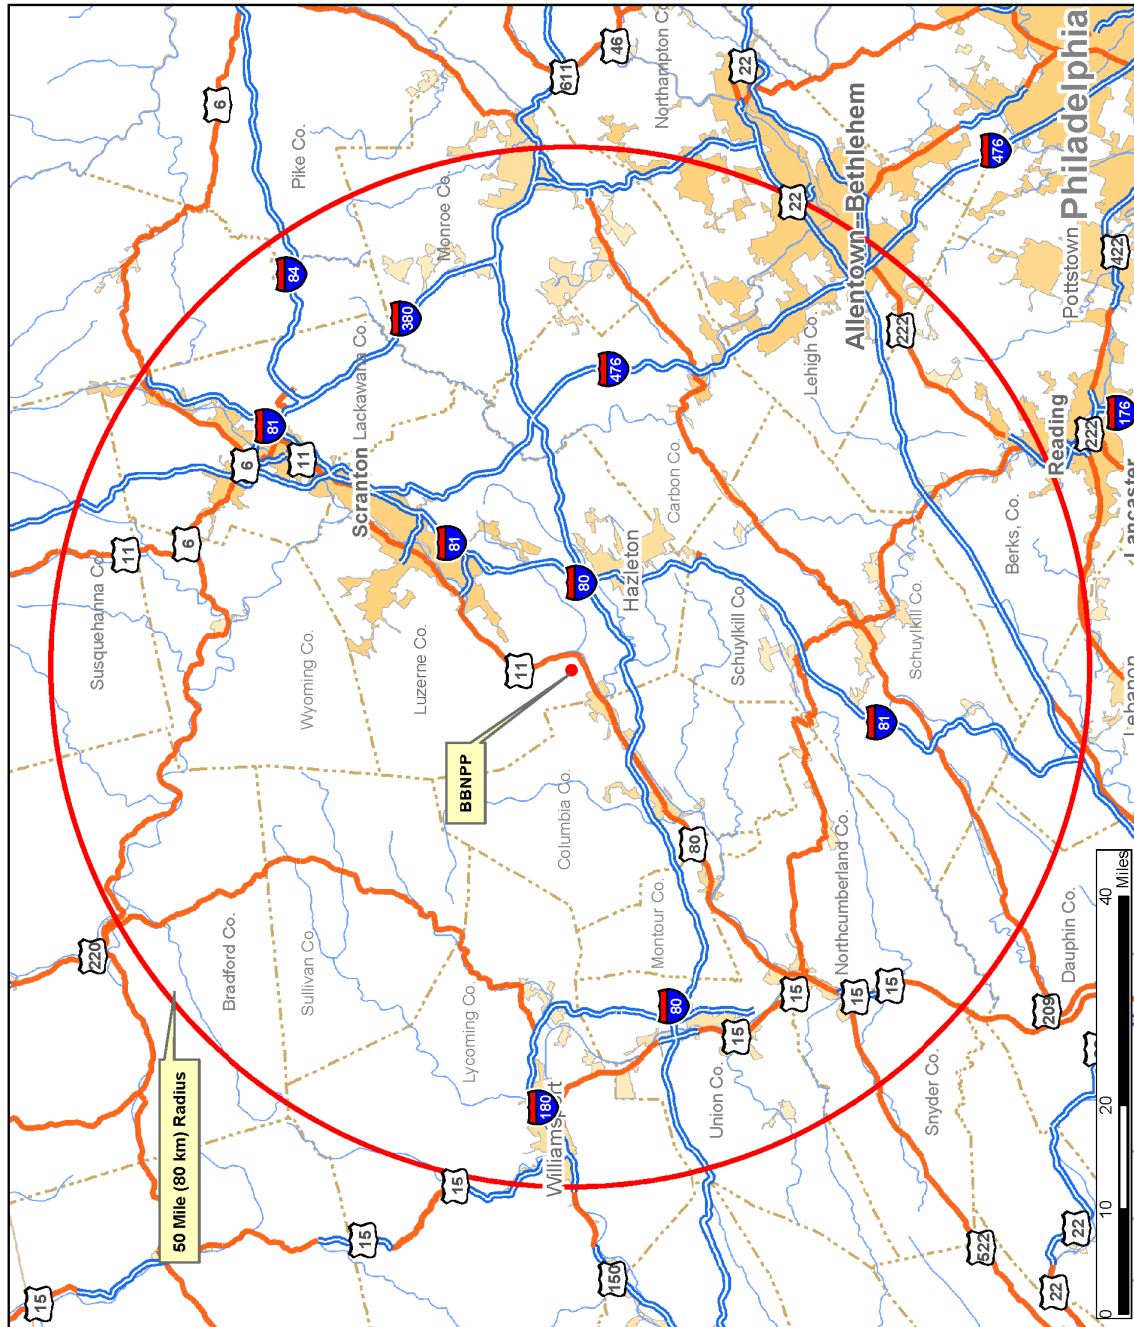 15
220
Susquehanna Co.
11
50 Mile (80 km) Radius
6
6
Bradford Co.
6
81
84
Pike Co.
11
Sullivan Co.
Wyoming Co.
15
Scranton
Lackawana Co.
380
Luzerne Co.
Monroe Co.
15
81
BBNPP
Lycoming Co.
11
180
Williamsport
Columbia Co.
611
80
150
476
46
Hazleton
Montour Co.
Northampton Co
80
Carbon Co.
80
Union Co.
15
Schuylkill Co.
22
22
15
Lehigh Co.
Northcumberland Co.
15
Allentown--Bethlehem
81
15
222
Schuylkill Co.
Snyder Co.
522
476
Berks, Co.
209
22
Reading
Dauphin Co.
Pottstown
Philadelphia
22
222
0 10 20 40
Miles
422
176
Lebanon
Lancaster